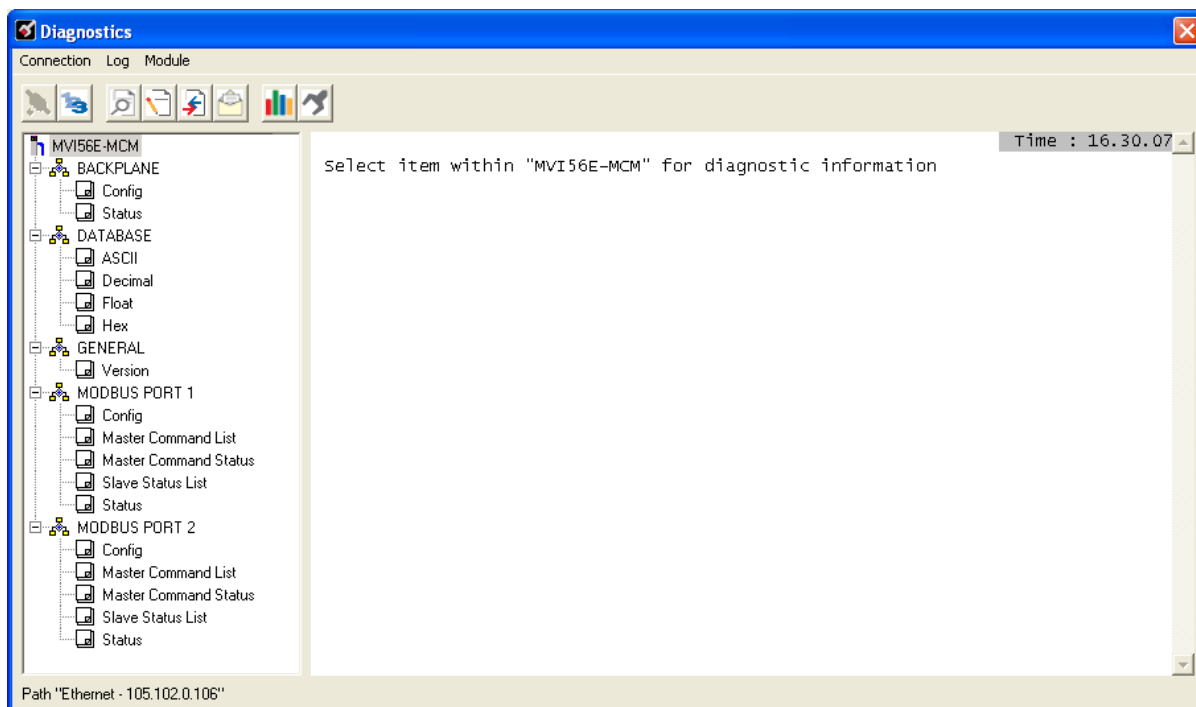 Diagnostics
Connection Log Module
MVI56E-MCM
BACKPLANE
Config
Status
DATABASE
ASCII
Decimal
Float
Hex
GENERAL
Version
MODBUS PORT 1
Config
Master Command List
Master Command Status
Slave Status List
Status
MODBUS PORT 2
Config
Master Command List
Master Command Status
Slave Status List
Status
Time : 16.30.07
Select item within "MVI56E-MCM" for diagnostic information
Path "Ethernet - 105.102.0.106"